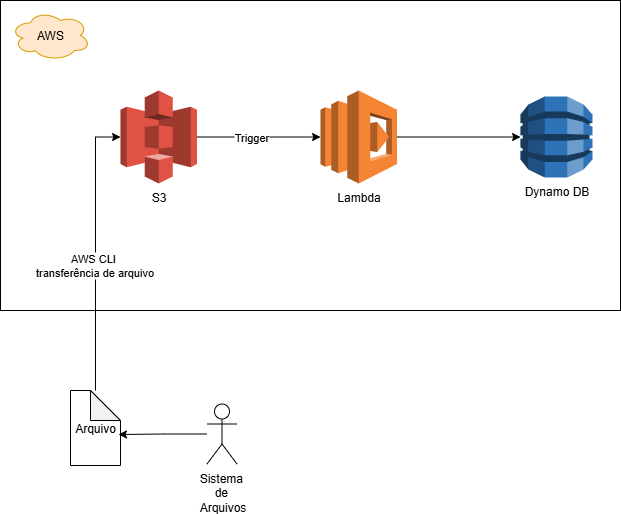 AWS
Trigger
S3
Lambda
Dynamo DB
AWS CLI
transferência de arquivo
Arquivo
Sistema
de
Arquivos